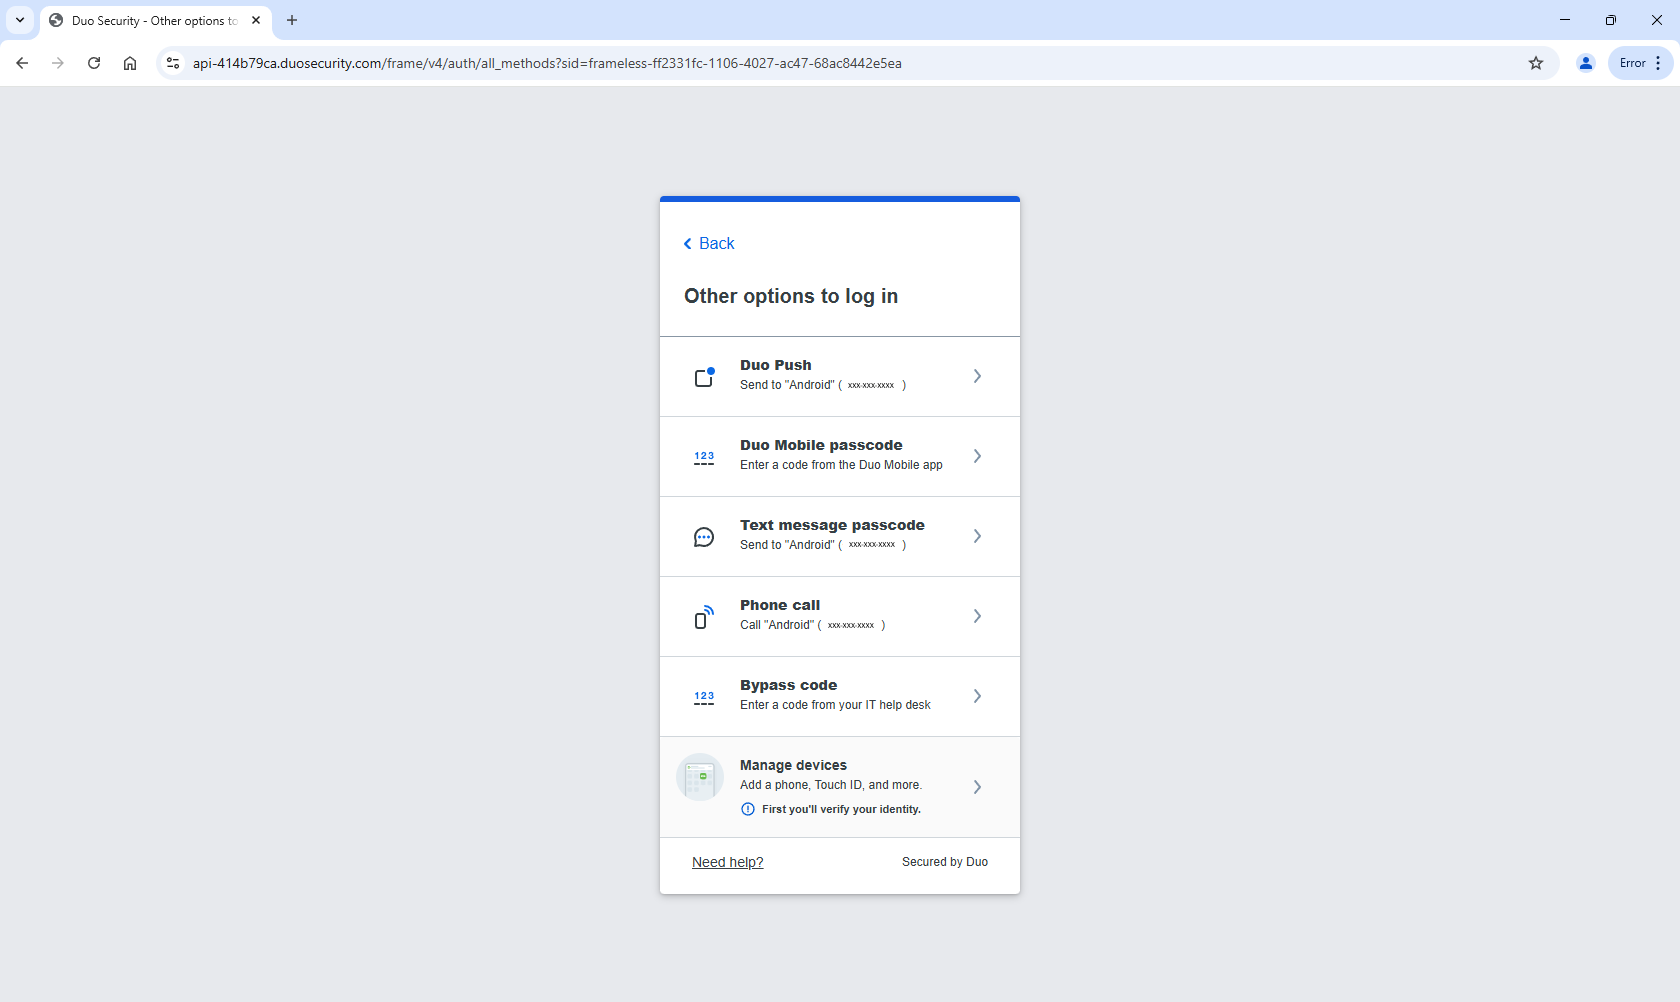 Duo Security - Other options to
api-414b79ca.duosecurity.com/frame/v4/auth/all_methods?sid=frameless-ff2331fc-1106-4027-ac47-68ac8442e5ea
Error
Back
Other options to log in
Duo Push
Send to "Android" ( xxx-xxx-xxxx )
123
Duo Mobile passcode
Enter a code from the Duo Mobile app
Text message passcode
Send to "Android" ( xxx-xxx-xxxx )
Phone call
Call "Android" ( xxx-xxx-xxxx )
123
Bypass code
Enter a code from your IT help desk
Manage devices
Add a phone, Touch ID, and more.
First you'll verify your identity.
Need help?
Secured by Duo